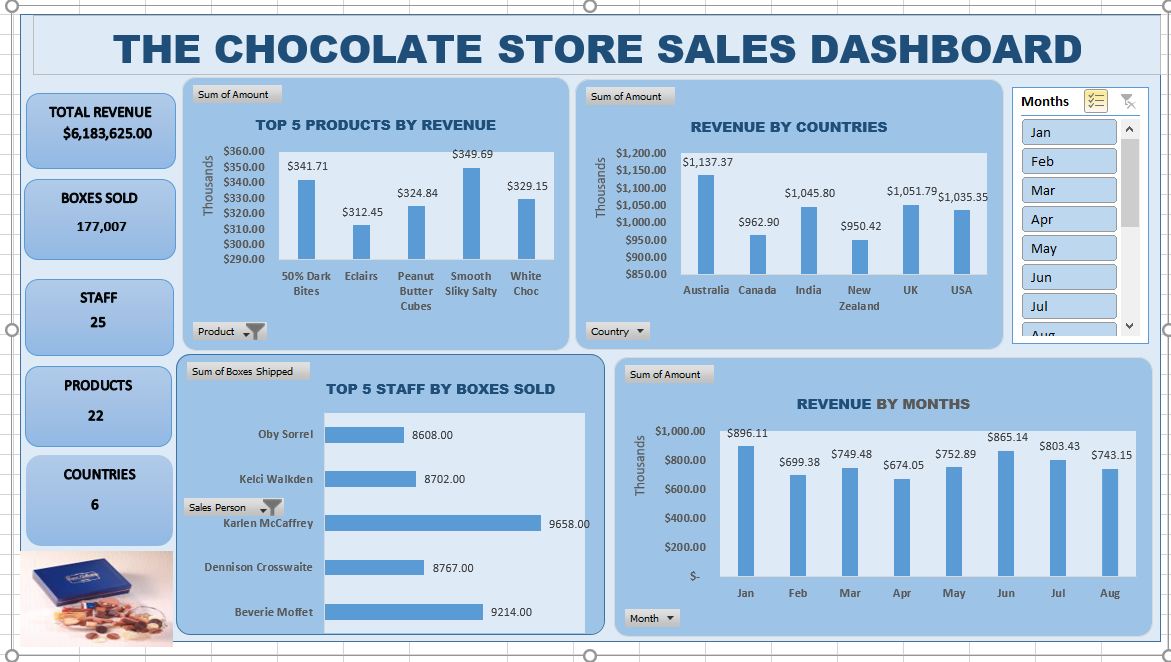 THE CHOCOLATE STORE SALES DASHBOARD
TOTAL REVENUE
$6,183,625.00
BOXES SOLD
177,007
STAFF
25
PRODUCTS
22
COUNTRIES
6
Sum of Amount
TOP 5 PRODUCTS BY REVENUE
Thousands
$360.00
$350.00
$340.00
$330.00
$320.00
$310.00
$300.00
$290.00
$341.71
$312.45
$324.84
$349.69
$329.15
50% Dark
Bites
Eclairs
Peanut
Butter
Cubes
Smooth
Sliky Salty
White
Choc
Product
Sum of Amount
REVENUE BY COUNTRIES
Thousands
$1,200.00
$1,150.00
$1,100.00
$1,050.00
$1,000.00
$950.00
$900.00
$850.00
$1,137.37
$962.90
$1,045.80
$950.42
$1,051.79
$1,035.35
Australia
Canada
India
New
Zealand
UK
USA
Country
Months
Jan
Feb
Mar
Apr
May
Jun
Jul
Aug
Sum of Boxes Shipped
TOP 5 STAFF BY BOXES SOLD
Oby Sorrel
8608.00
Kelci Walkden
8702.00
Sales Person
Karlen McCaffrey
9658.00
Dennison Crosswaite
8767.00
Beverie Moffet
9214.00
Sum of Amount
REVENUE BY MONTHS
Thousands
$1,000.00
$800.00
$600.00
$400.00
$200.00
$-
$896.11
$699.38
$749.48
$674.05
$752.89
$865.14
$803.43
$743.15
Jan
Feb
Mar
Apr
May
Jun
Jul
Aug
Month